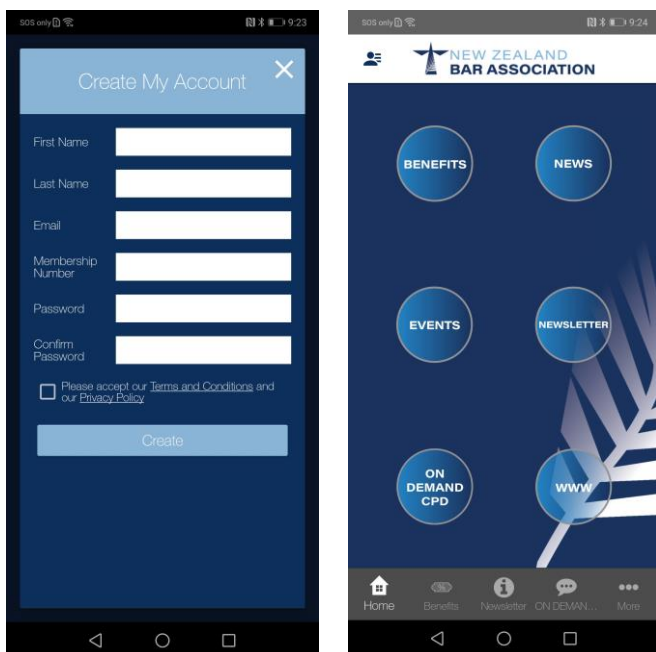 SOS only 9:23
Create My Account
First Name
Last Name
Email
Membership
Number
Password
Confirm
Password
Please accept our Terms and Conditions and
our Privacy Policy
Create
SOS only 9:24
NEW ZEALAND
BAR ASSOCIATION
BENEFITS
NEWS
EVENTS
NEWSLETTER
ON
DEMAND
CPD
WWW
Home
Benefits
Newsletter
ON DEMAN...
More